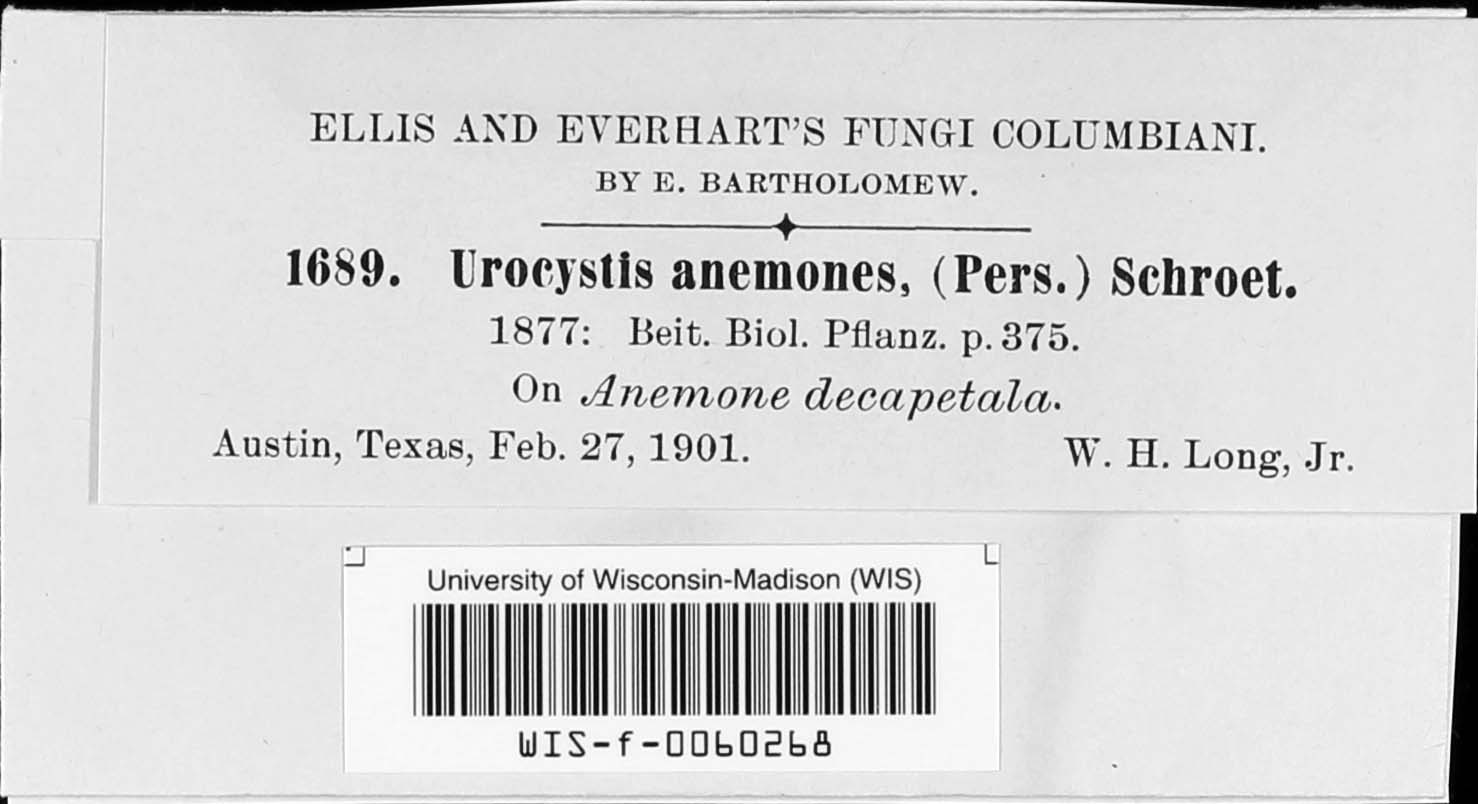 ELLIS AND EVERHART'S FUNGI COLUMBIANI.
BY E. BARTHOLOMEW.
1689. Urocystis anemones, (Pers.) Schroet.
1877: Beit. Biol. Pflanz. p. 375.
On Anemone decapetala.
Austin, Texas, Feb. 27, 1901. W. H. Long, Jr.
University of Wisconsin-Madison (WIS)
WIS-f-0060268